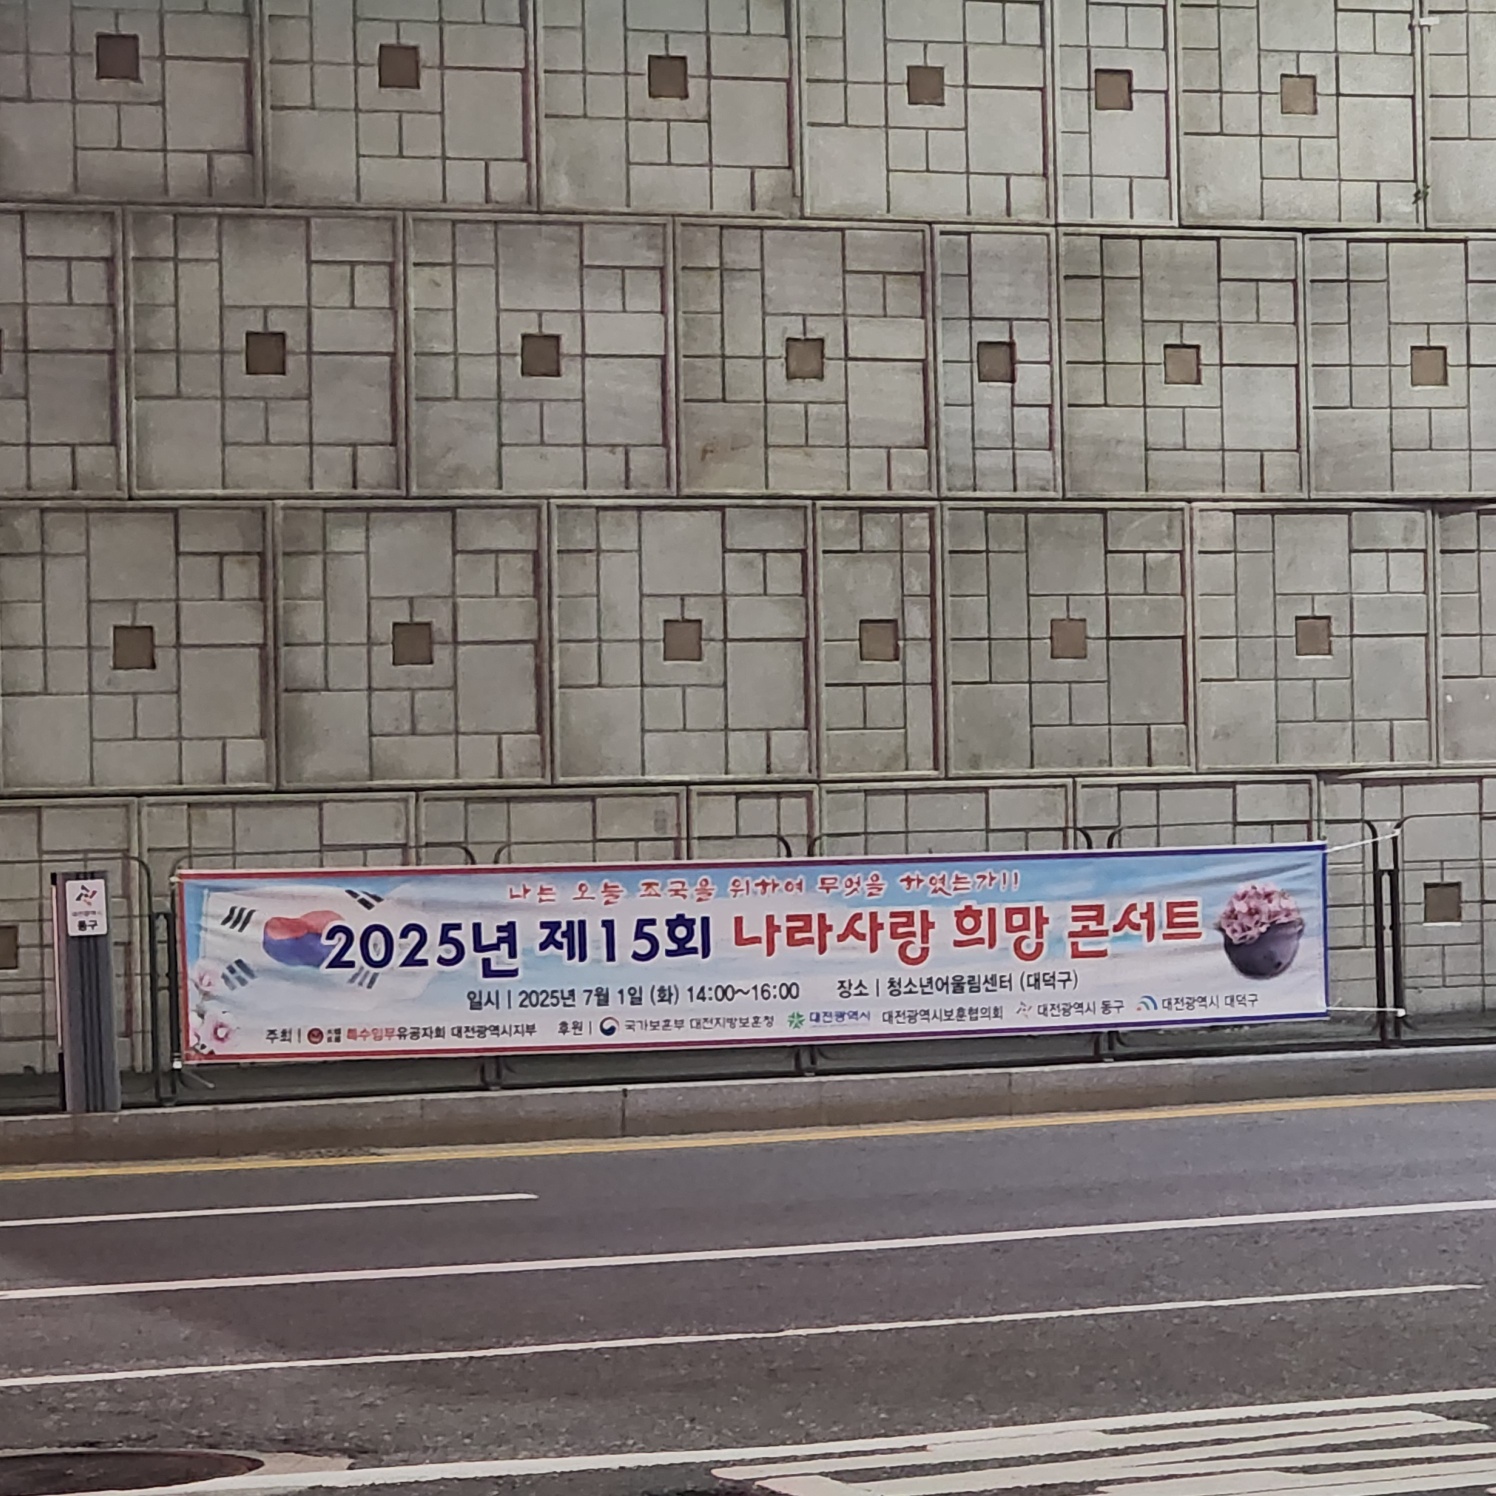 나는 오늘 조국을 위하여 무엇을 하였는가!!
2025년 제15회 나라사랑 희망 콘서트
일시 | 2025년 7월 1일 (화) 14:00~16:00 장소 | 청소년어울림센터 (대덕구)
주최 | 특수임무유공자회 대전광역시지부 후원 | 국가보훈부 대전지방보훈청 대전광역시 대전광역시보훈협의회 대전광역시 동구 대전광역시 대덕구
대전광역시
동구